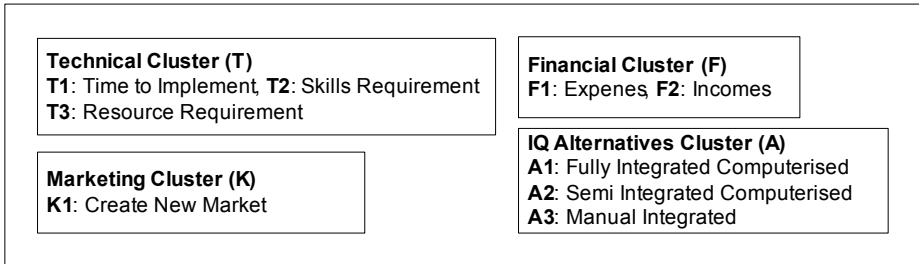 Technical Cluster (T)
T1: Time to Implement, T2: Skills Requirement
T3: Resource Requirement
Marketing Cluster (K)
K1: Create New Market
Financial Cluster (F)
F1: Expenes, F2: Incomes
IQ Alternatives Cluster (A)
A1: Fully Integrated Computerised
A2: Semi Integrated Computerised
A3: Manual Integrated